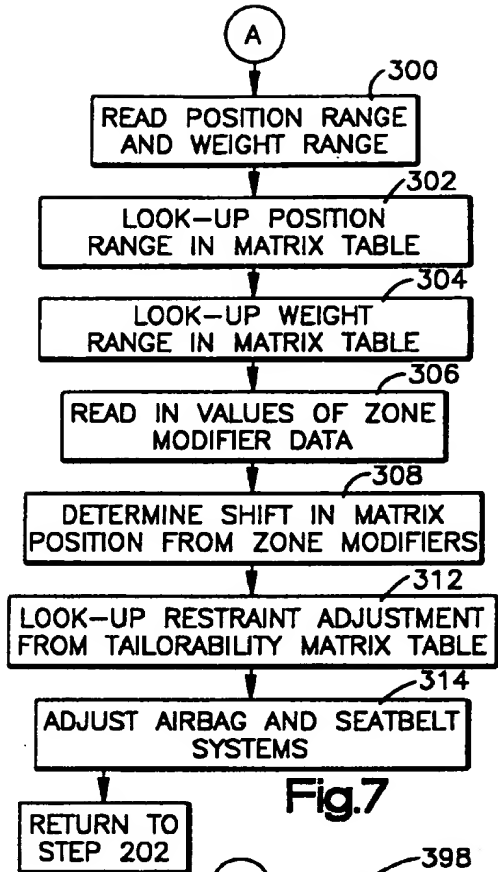 A
300
READ POSITION RANGE
AND WEIGHT RANGE
302
LOOK-UP POSITION
RANGE IN MATRIX TABLE
304
LOOK-UP WEIGHT
RANGE IN MATRIX TABLE
306
READ IN VALUES OF ZONE
MODIFIER DATA
308
DETERMINE SHIFT IN MATRIX
POSITION FROM ZONE MODIFIERS
312
LOOK-UP RESTRAINT ADJUSTMENT
FROM TAILORABILITY MATRIX TABLE
314
ADJUST AIRBAG AND SEATBELT
SYSTEMS
Fig.7
RETURN TO
STEP 202
398